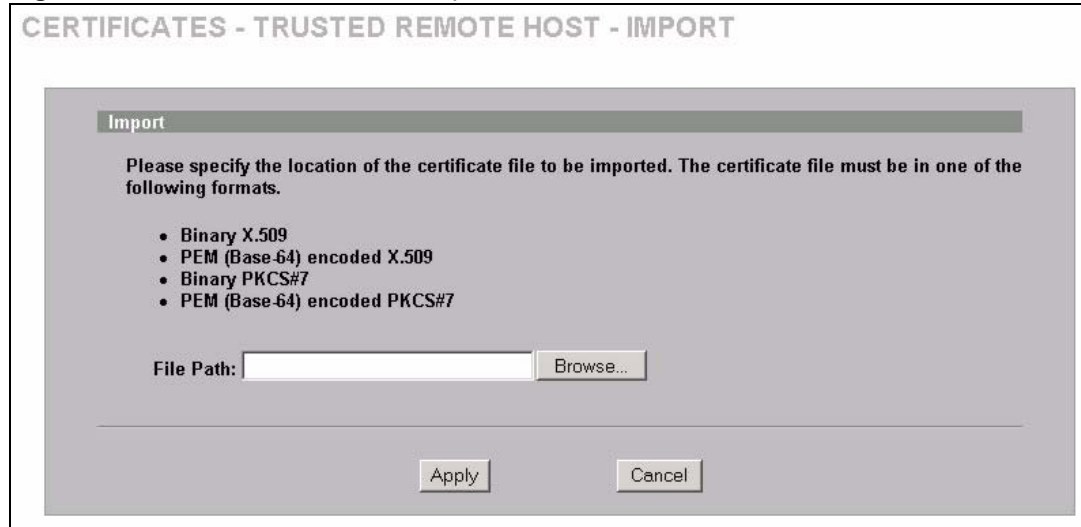 CERTIFICATES - TRUSTED REMOTE HOST - IMPORT
Import
Please specify the location of the certificate file to be imported. The certificate file must be in one of the
following formats.
• Binary X.509
• PEM (Base-64) encoded X.509
• Binary PKCS#7
• PEM (Base-64) encoded PKCS#7
File Path:
Browse...
Apply
Cancel